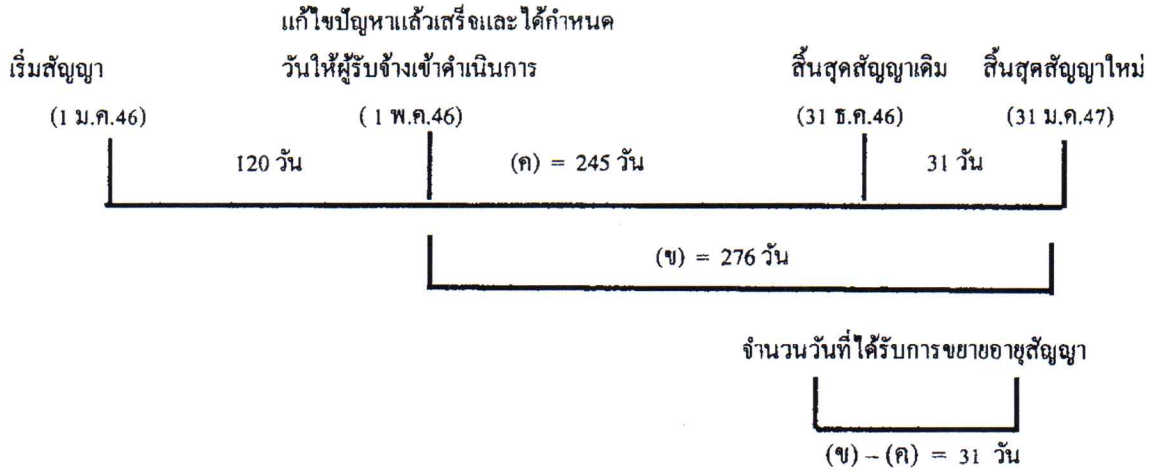 แก้ไขปัญหาแล้วเสร็จและได้กำหนด
เริ่มสัญญา วันให้ผู้รับจ้างเข้าดำเนินการ สิ้นสุดสัญญาเดิม สิ้นสุดสัญญาใหม่
(1 ม.ค.46) ( 1 พ.ค.46) (31 ธ.ค.46) (31 ม.ค.47)
120 วัน (ค) = 245 วัน 31 วัน
(ข) = 276 วัน
จำนวนวันที่ได้รับการขยายอายุสัญญา
(ข) – (ค) = 31 วัน